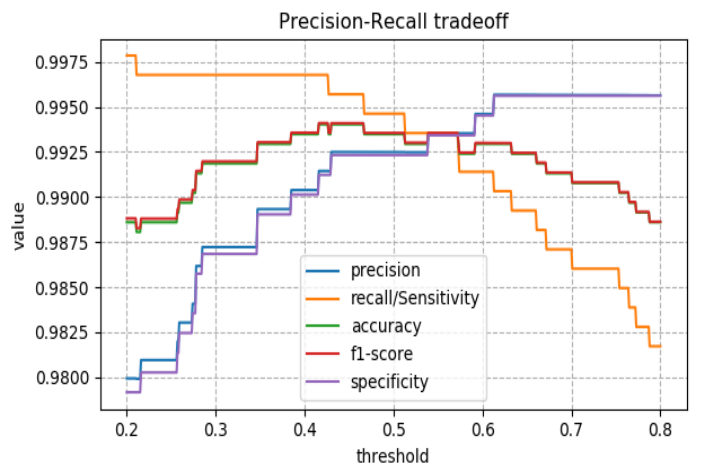 Precision-Recall tradeoff
0.9975
0.9950
0.9925
0.9900
0.9875
0.9850
0.9825
0.9800
value
precision
recall/Sensitivity
accuracy
f1-score
specificity
0.2 0.3 0.4 0.5 0.6 0.7 0.8
threshold